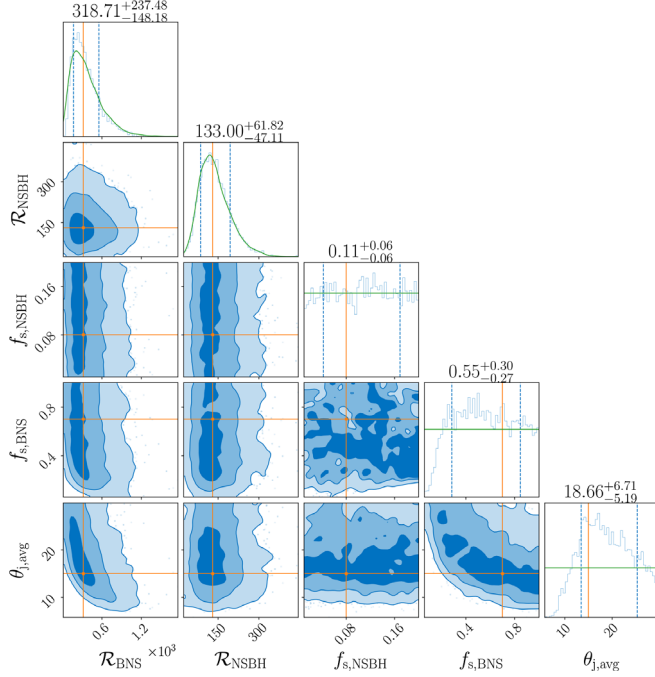 318.71+237.48−148.18
133.00+61.82−47.11
300
150
R_NSBH
0.11+0.06−0.06
0.16
0.08
f_s,NSBH
0.55+0.30−0.27
0.8
0.4
f_s,BNS
18.66+6.71−5.19
20
10
θ_j,avg
0.6 1.2 ×10³ 150 300 0.08 0.16 0.4 0.8 10 20
R_BNS R_NSBH f_s,NSBH f_s,BNS θ_j,avg